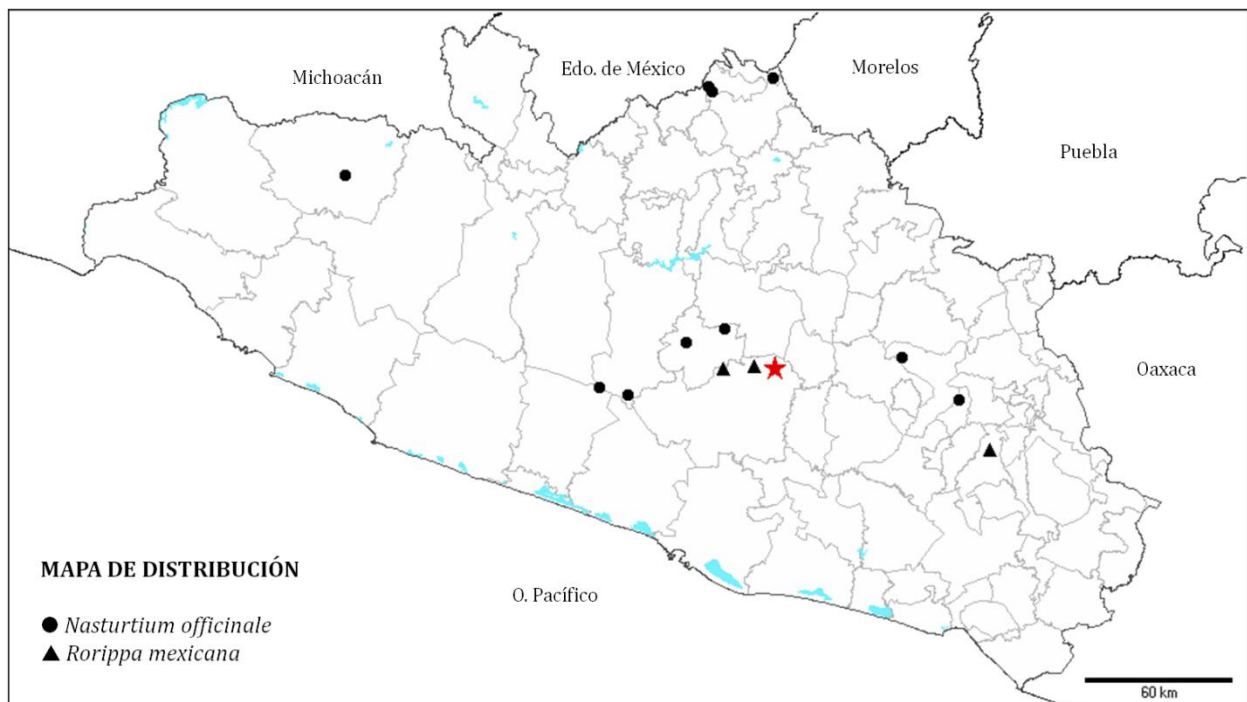 Michoacán
Edo. de México
Morelos
Puebla
Oaxaca
MAPA DE DISTRIBUCIÓN
O. Pacífico
Nasturtium officinale
Rorippa mexicana
60 km